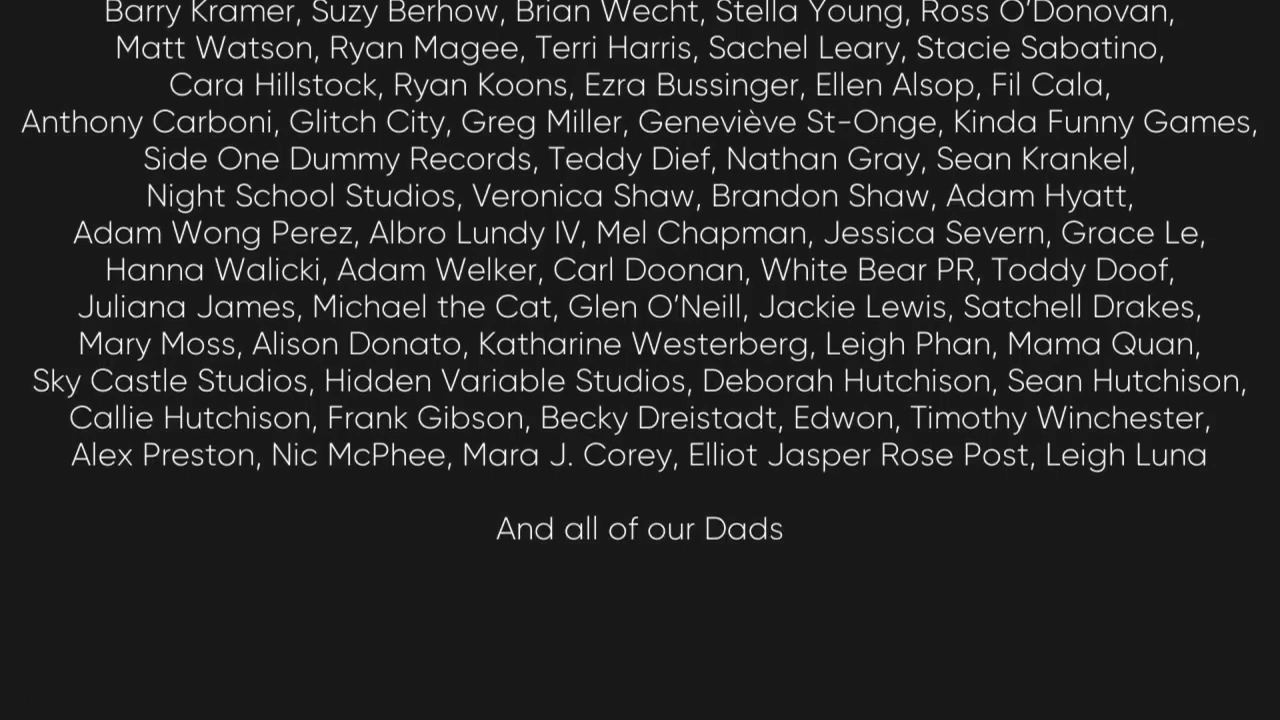 Barry Kramer, Suzy Berhow, Brian Wecht, Stella Young, Ross O'Donovan,
Matt Watson, Ryan Magee, Terri Harris, Sachel Leary, Stacie Sabatino,
Cara Hillstock, Ryan Koons, Ezra Bussinger, Ellen Alsop, Fil Cala,
Anthony Carboni, Glitch City, Greg Miller, Geneviève St-Onge, Kinda Funny Games,
Side One Dummy Records, Teddy Dief, Nathan Gray, Sean Krankel,
Night School Studios, Veronica Shaw, Brandon Shaw, Adam Hyatt,
Adam Wong Perez, Albro Lundy IV, Mel Chapman, Jessica Severn, Grace Le,
Hanna Walicki, Adam Welker, Carl Doonan, White Bear PR, Toddy Doof,
Juliana James, Michael the Cat, Glen O'Neill, Jackie Lewis, Satchell Drakes,
Mary Moss, Alison Donato, Katharine Westerberg, Leigh Phan, Mama Quan,
Sky Castle Studios, Hidden Variable Studios, Deborah Hutchison, Sean Hutchison,
Callie Hutchison, Frank Gibson, Becky Dreistadt, Edwon, Timothy Winchester,
Alex Preston, Nic McPhee, Mara J. Corey, Elliot Jasper Rose Post, Leigh Luna
And all of our Dads